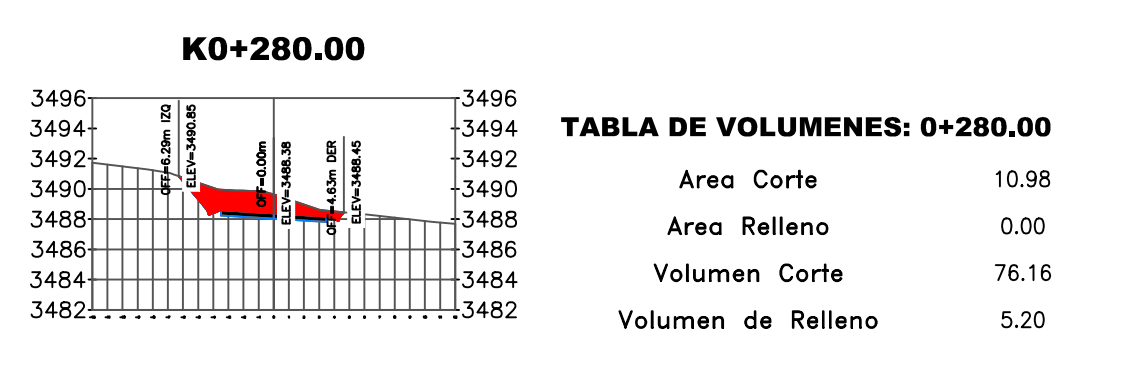 K0+280.00
3496
3494
3492
3490
3488
3486
3484
3482
OFF=6.29m IZQ
ELEV=3490.85
OFF=0.00m
ELEV=3488.38
OFF=4.63m DER
ELEV=3488.45
3496
3494
3492
3490
3488
3486
3484
3482
TABLA DE VOLUMENES: 0+280.00
Area Corte 10.98
Area Relleno 0.00
Volumen Corte 76.16
Volumen de Relleno 5.20